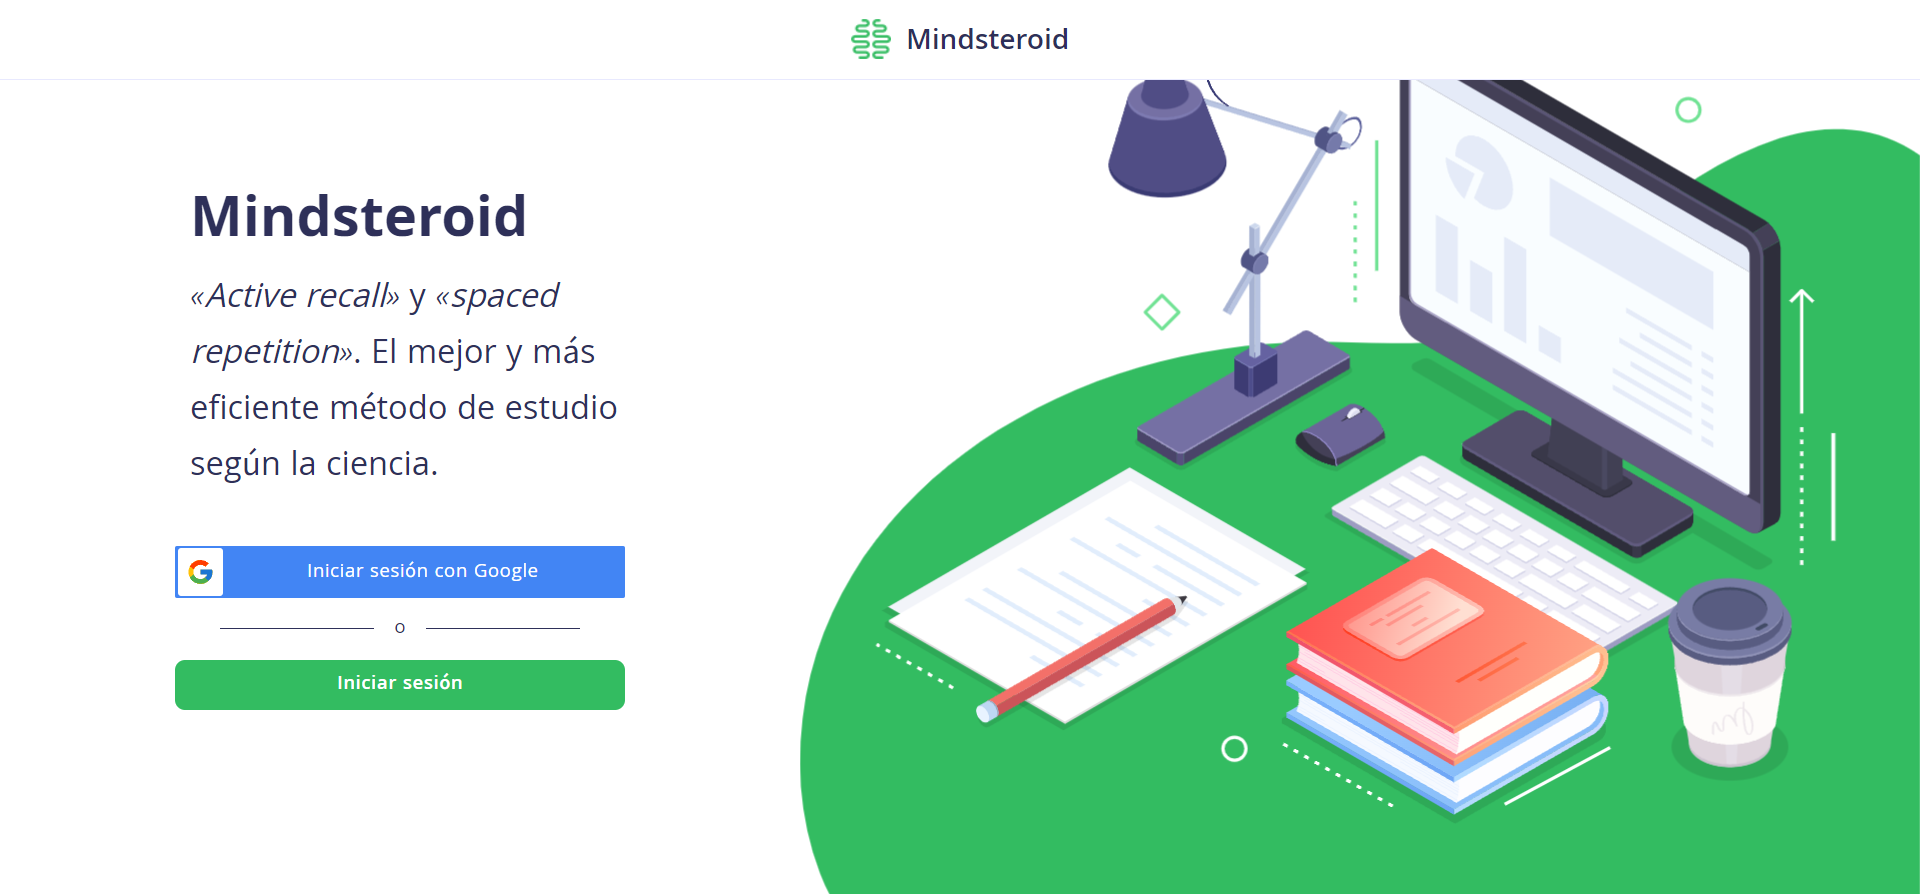 Mindsteroid
Mindsteroid
«Active recall» y «spaced
repetition». El mejor y más
eficiente método de estudio
según la ciencia.
Iniciar sesión con Google
o
Iniciar sesión